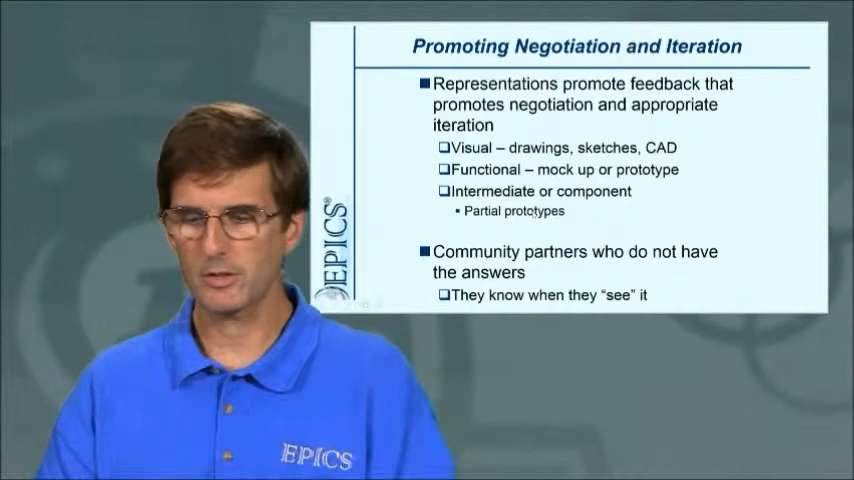 Promoting Negotiation and Iteration
Representations promote feedback that
promotes negotiation and appropriate
iteration
Visual – drawings, sketches, CAD
Functional – mock up or prototype
Intermediate or component
Partial prototypes
Community partners who do not have
the answers
They know when they “see” it
EPICS®
EPICS